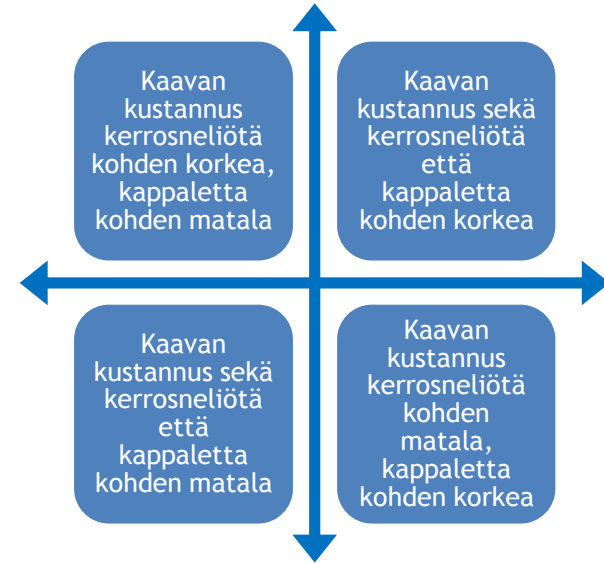 Kaavan
kustannus
kerrosneliötä
kohden korkea,
kappaletta
kohden matala
Kaavan
kustannus sekä
kerrosneliötä
että
kappaletta
kohden korkea
Kaavan
kustannus sekä
kerrosneliötä
että
kappaletta
kohden matala
Kaavan
kustannus
kerrosneliötä
kohden
matala,
kappaletta
kohden korkea